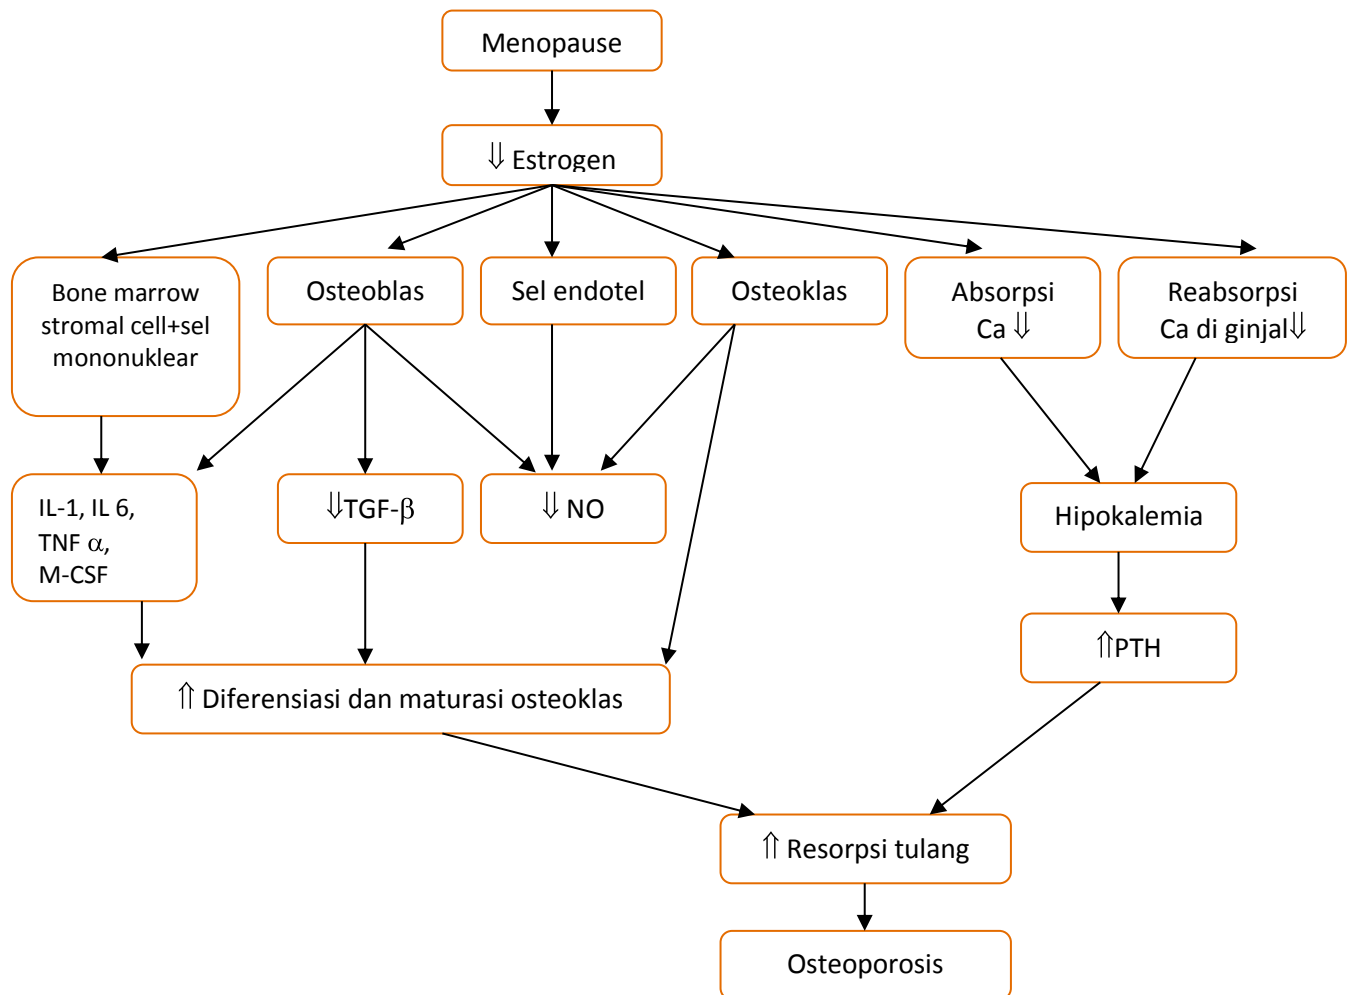 Menopause
⇓ Estrogen
Bone marrow
stromal cell+sel
mononuklear
Osteoblas
Sel endotel
Osteoklas
Absorpsi
Ca ⇓
Reabsorpsi
Ca di ginjal⇓
IL-1, IL 6,
TNF α,
M-CSF
⇓TGF-β
⇓ NO
Hipokalemia
⇑PTH
⇑ Diferensiasi dan maturasi osteoklas
⇑ Resorpsi tulang
Osteoporosis